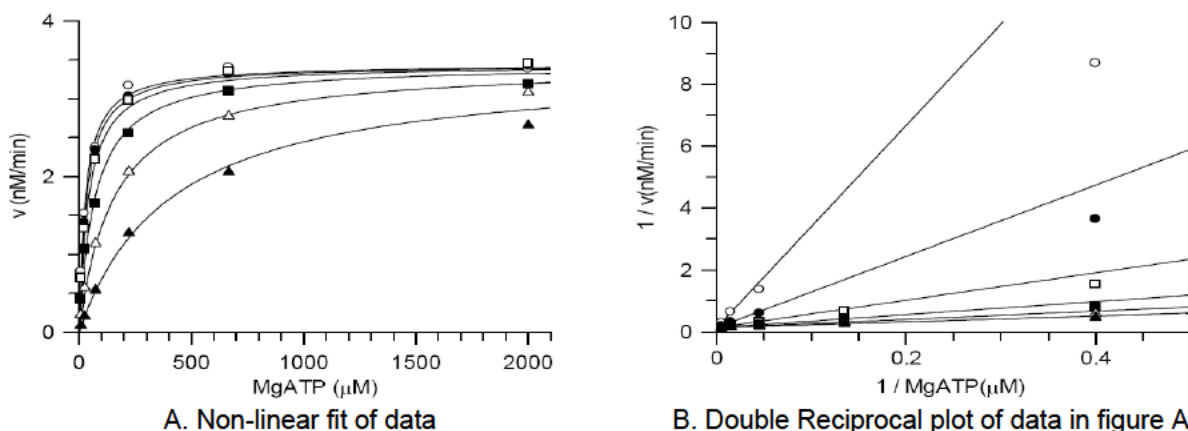 4
2
0
v (nM/min)
0 500 1000 1500 2000
MgATP (μM)
A. Non-linear fit of data
10
8
6
4
2
0
1 / v(nM/min)
0 0.2 0.4
1 / MgATP(μM)
B. Double Reciprocal plot of data in figure A